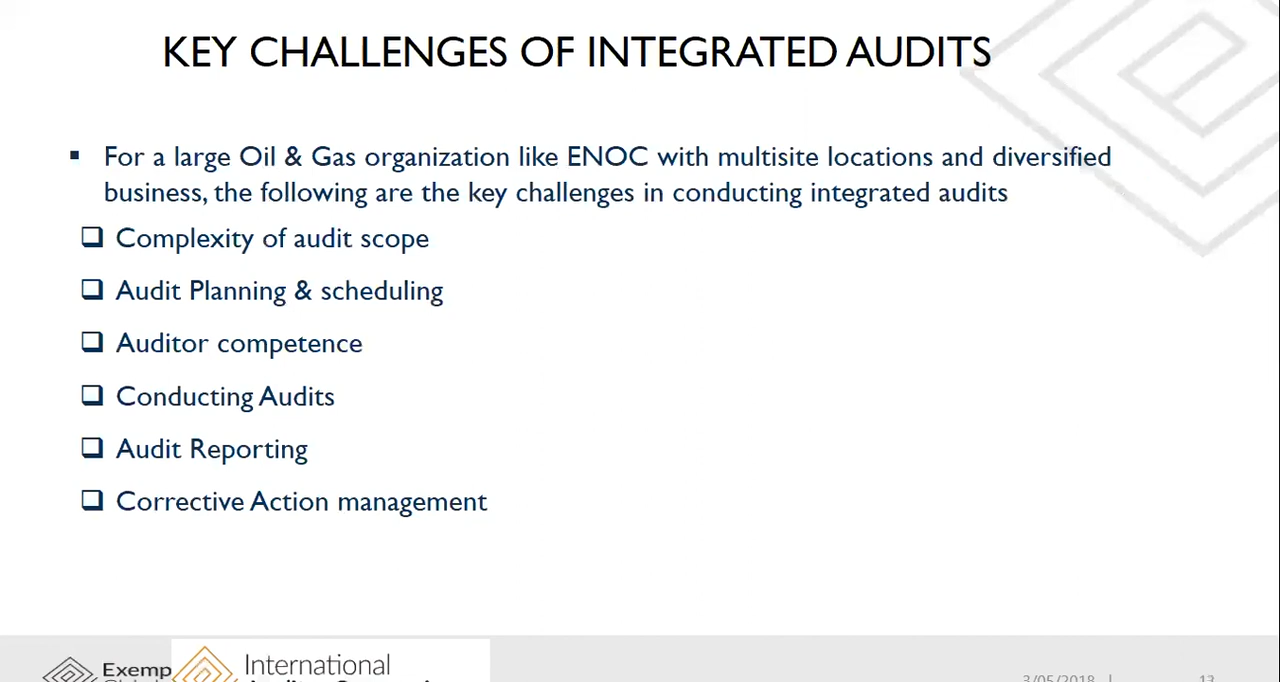 KEY CHALLENGES OF INTEGRATED AUDITS
▪ For a large Oil & Gas organization like ENOC with multisite locations and diversified
business, the following are the key challenges in conducting integrated audits
❑ Complexity of audit scope
❑ Audit Planning & scheduling
❑ Auditor competence
❑ Conducting Audits
❑ Audit Reporting
❑ Corrective Action management
Exemp
International
3/05/2018 | 13